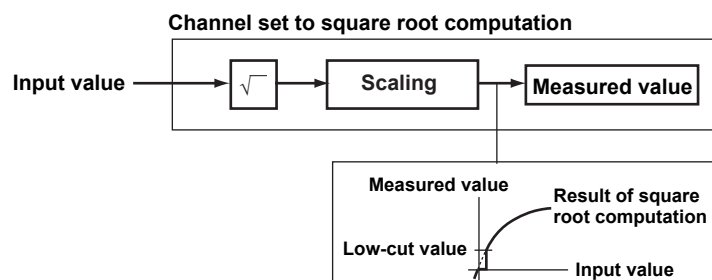 Channel set to square root computation
Input value
√
Scaling
Measured value
Measured value
Result of square
root computation
Low-cut value
Input value